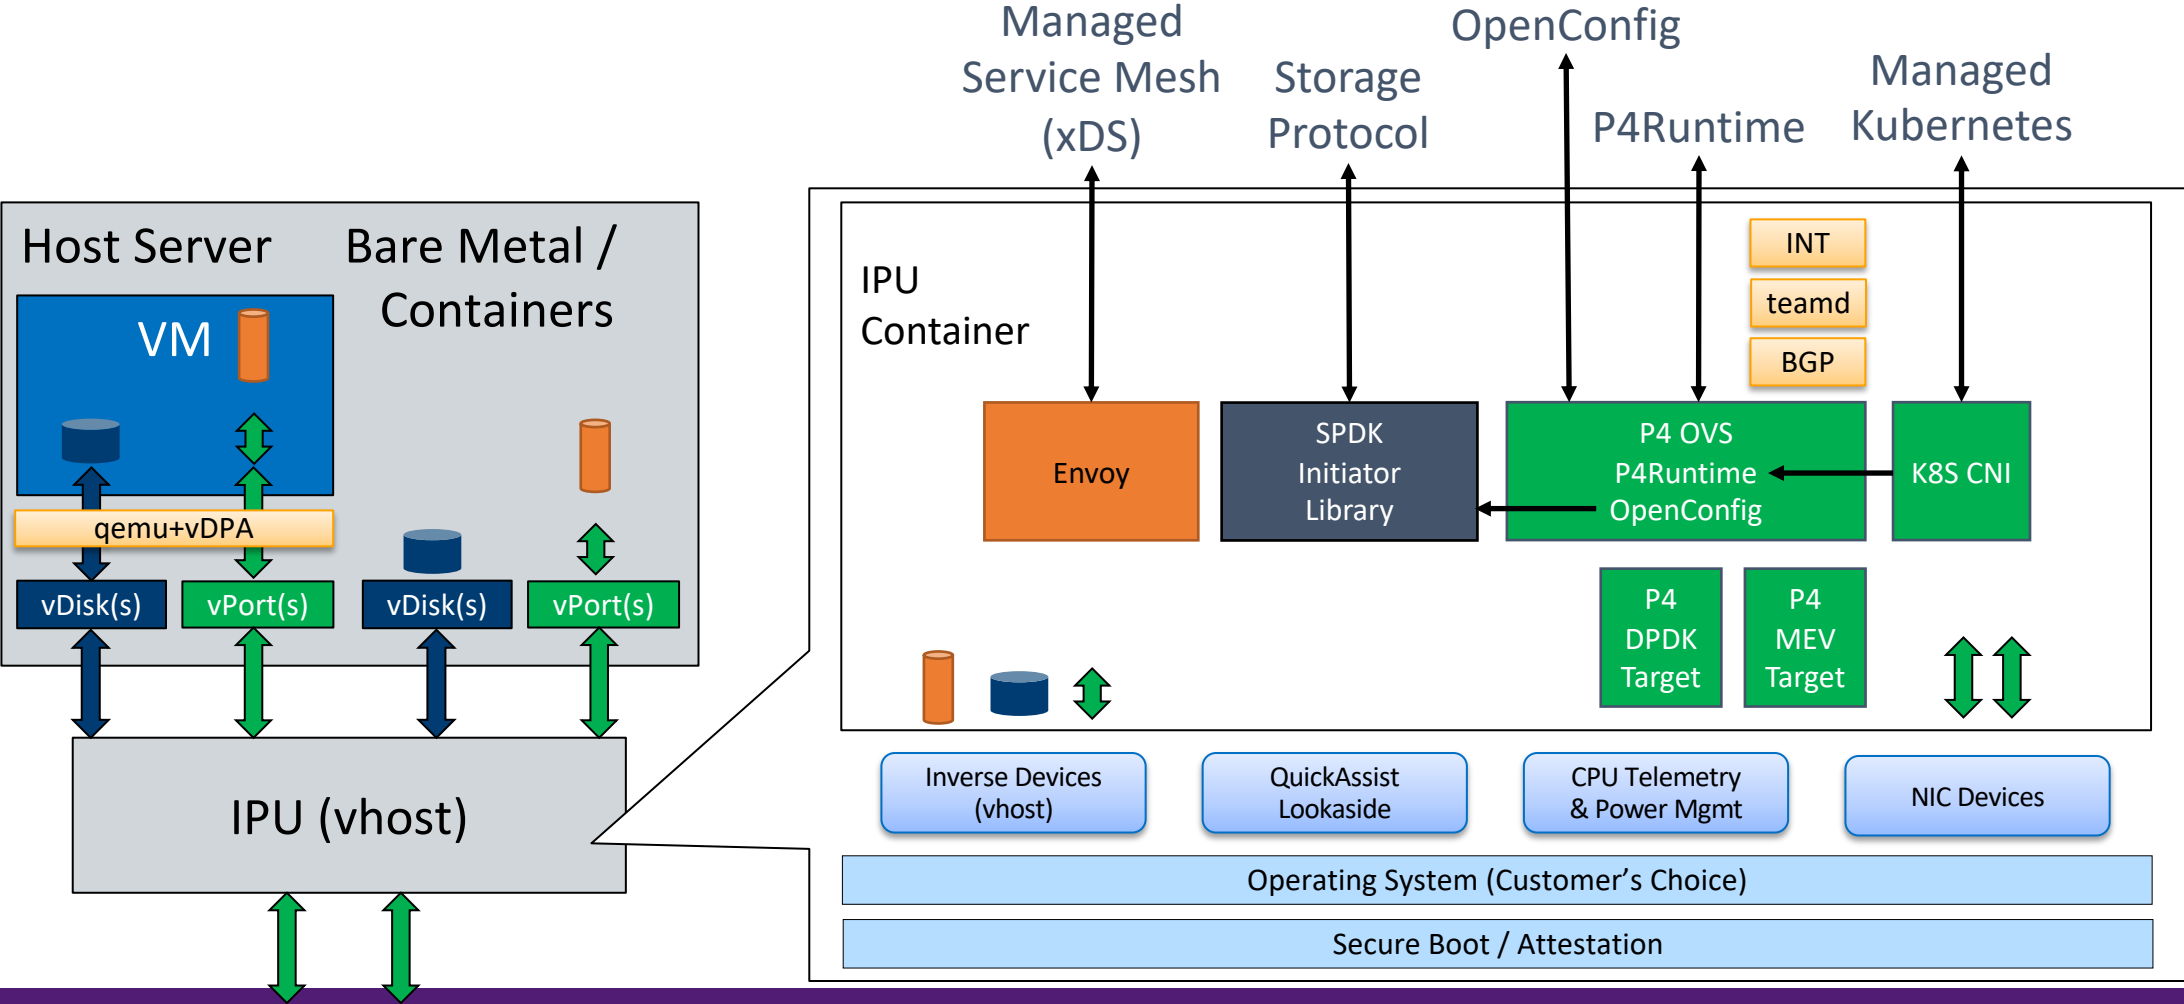 Managed
Service Mesh
(xDS)
Storage
Protocol
OpenConfig
P4Runtime
Managed
Kubernetes
Host Server
Bare Metal /
Containers
VM
qemu+vDPA
vDisk(s)
vPort(s)
vDisk(s)
vPort(s)
IPU (vhost)
IPU
Container
INT
teamd
BGP
Envoy
SPDK
Initiator
Library
P4 OVS
P4Runtime
OpenConfig
K8S CNI
P4
DPDK
Target
P4
MEV
Target
Inverse Devices
(vhost)
QuickAssist
Lookaside
CPU Telemetry
& Power Mgmt
NIC Devices
Operating System (Customer’s Choice)
Secure Boot / Attestation